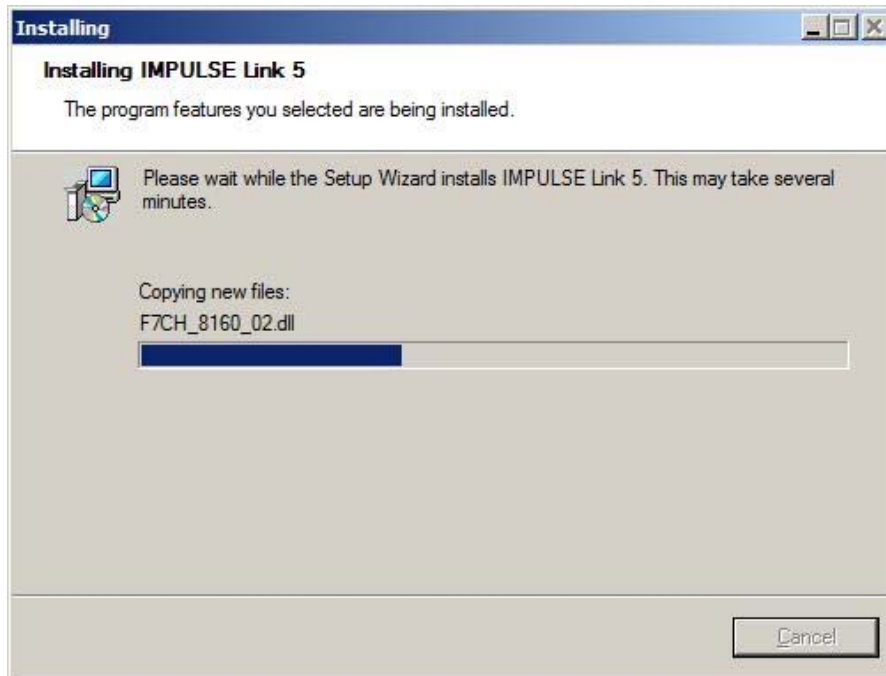 Installing
Installing IMPULSE Link 5
The program features you selected are being installed.
Please wait while the Setup Wizard installs IMPULSE Link 5. This may take several
minutes.
Copying new files:
F7CH_8160_02.dll
Cancel